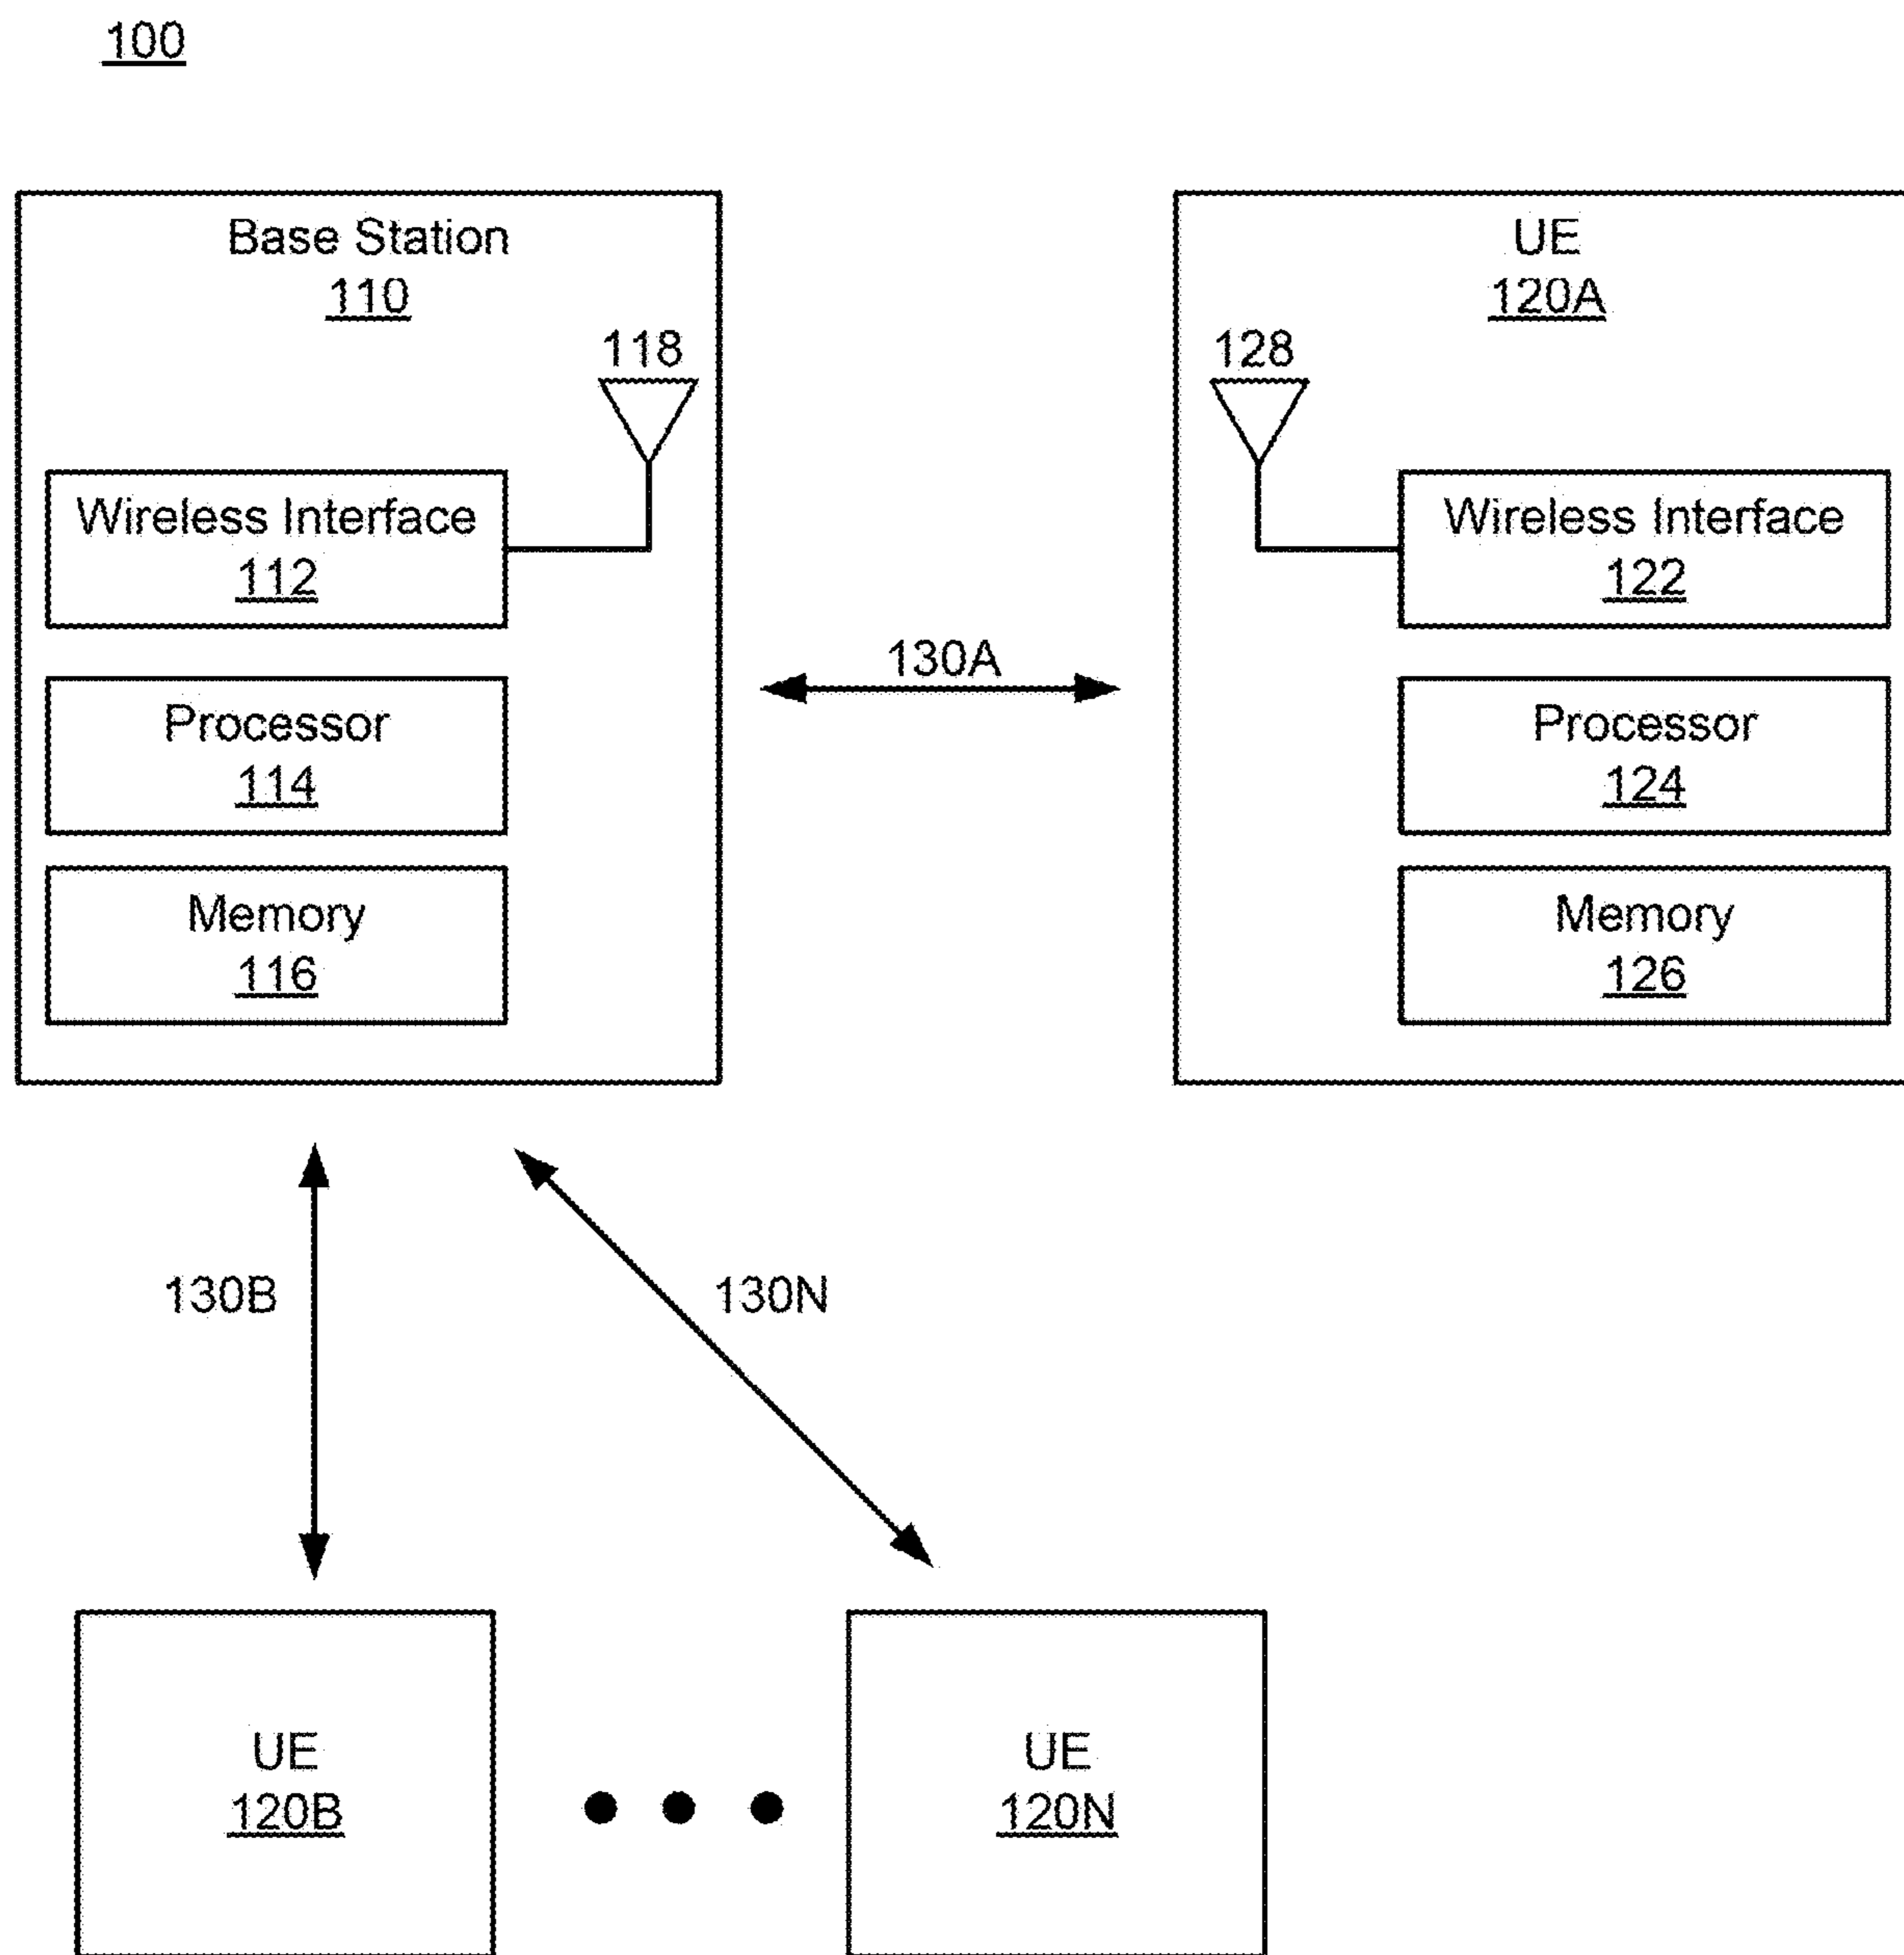 100
Base Station
110
UE
120A
118
128
Wireless Interface
112
Wireless Interface
122
130A
Processor
114
Processor
124
Memory
116
Memory
126
130B
130N
UE
120B
UE
120N